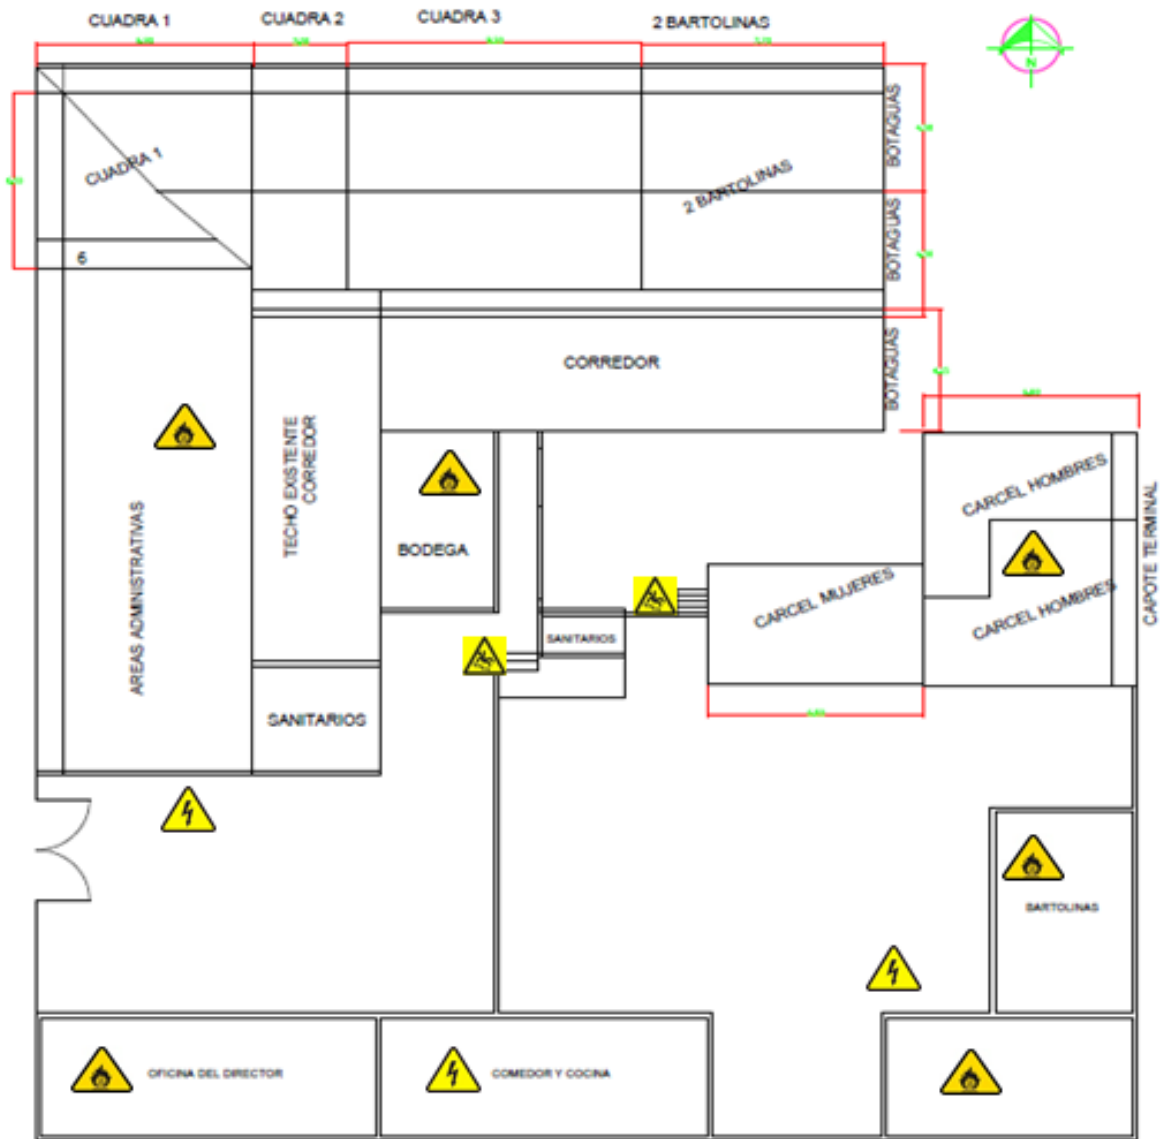 CUADRA 1
CUADRA 2
CUADRA 3
2 BARTOLINAS
N
CUADRA 1
2 BARTOLINAS
BOTAGUAS
BOTAGUAS
BOTAGUAS
6
CORREDOR
TECHO EXISTENTE
CORREDOR
AREAS ADMINISTRATIVAS
BODEGA
CARCEL HOMBRES
CARCEL HOMBRES
CAPOTE TERMINAL
CARCEL MUJERES
SANITARIOS
SANITARIOS
BARTOLINAS
OFICINA DEL DIRECTOR
COMEDOR Y COCINA